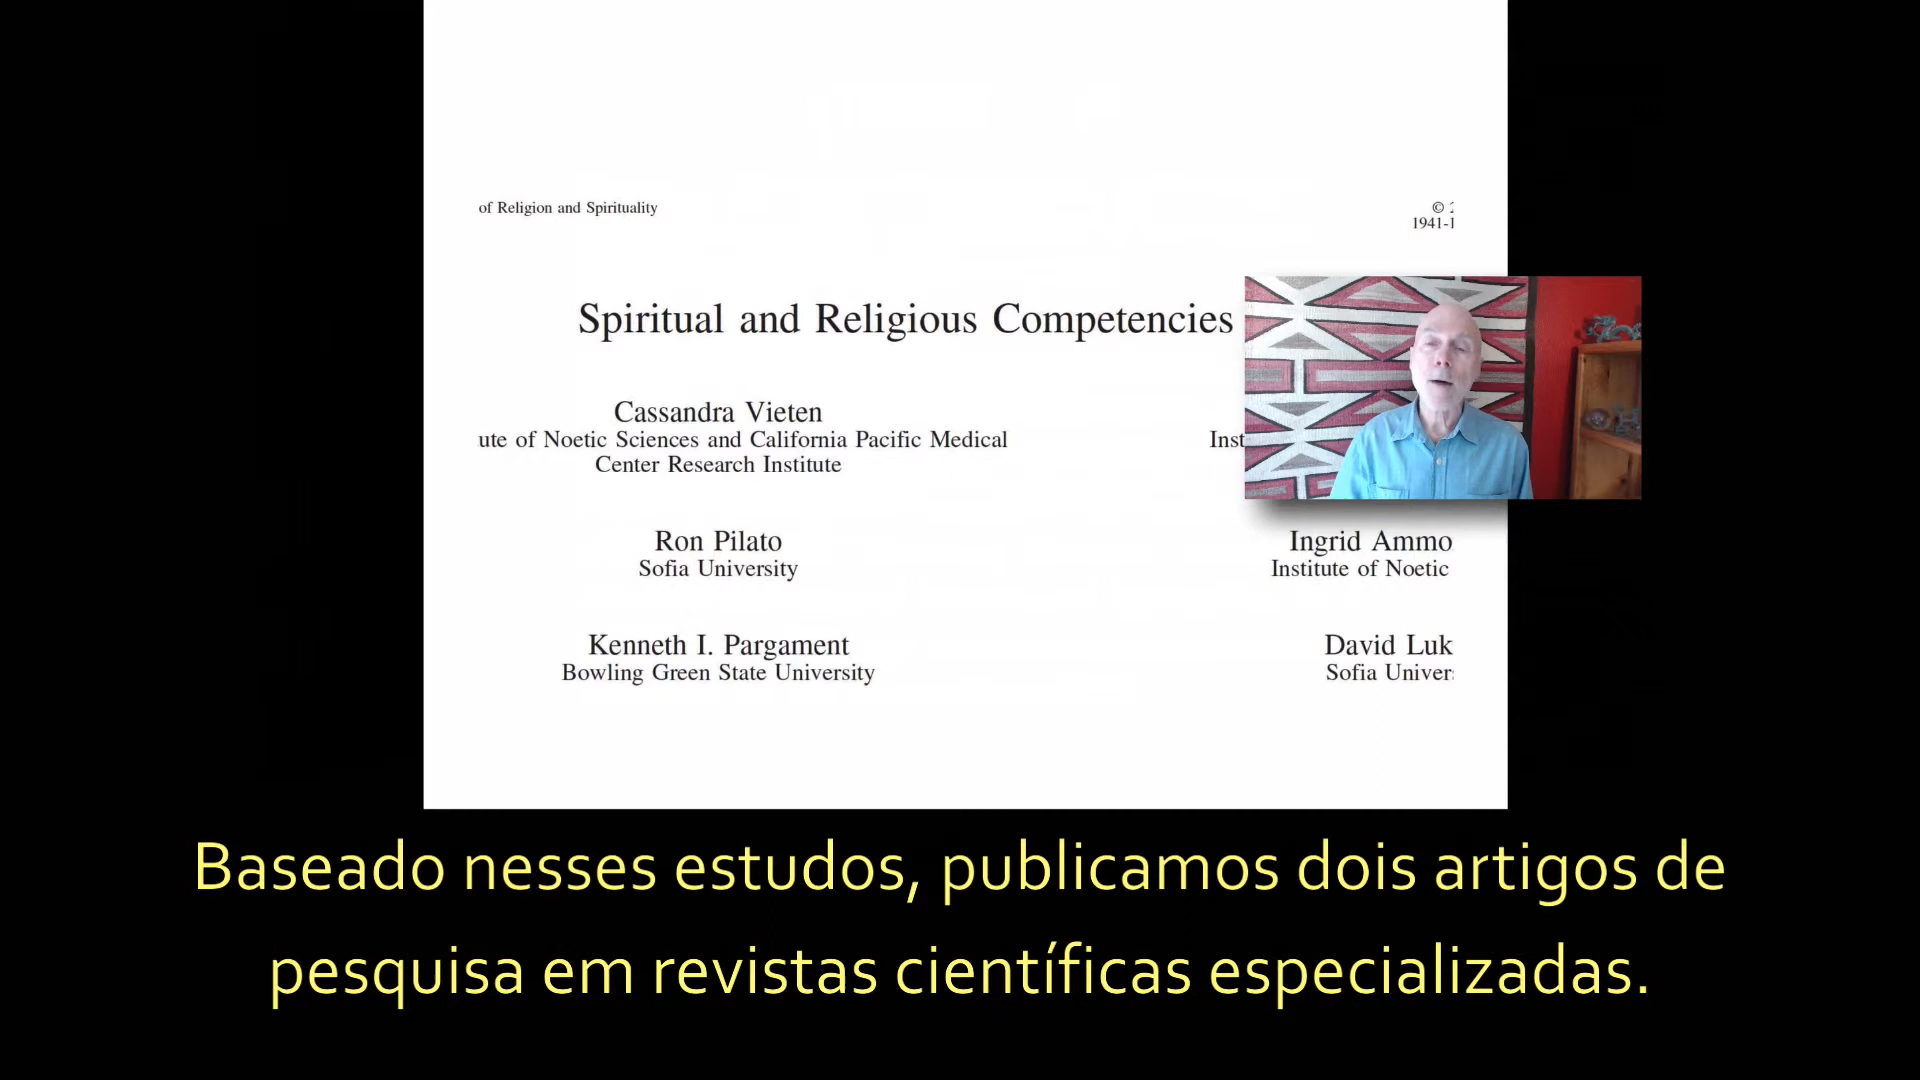 of Religion and Spirituality
©
1941-1
Spiritual and Religious Competencies
Cassandra Vieten
ute of Noetic Sciences and California Pacific Medical
Center Research Institute
Inst
Ron Pilato
Sofia University
Ingrid Ammo
Institute of Noetic
Kenneth I. Pargament
Bowling Green State University
David Luk
Sofia Univer
Baseado nesses estudos, publicamos dois artigos de
pesquisa em revistas científicas especializadas.